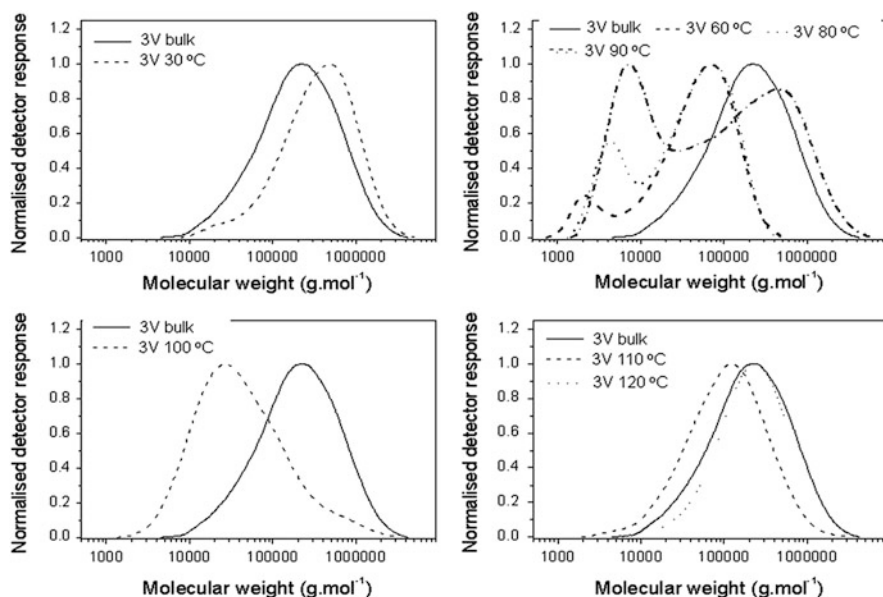 3V bulk
3V 30 ºC
Normalised detector response
1.2
1.0
0.8
0.6
0.4
0.2
0.0
1000 10000 100000 1000000
Molecular weight (g.mol⁻¹)
3V bulk 3V 60 ºC 3V 80 ºC
3V 90 ºC
Normalised detector response
1.2
1.0
0.8
0.6
0.4
0.2
0.0
1000 10000 100000 1000000
Molecular weight (g.mol⁻¹)
3V bulk
3V 100 ºC
Normalised detector response
1.2
1.0
0.8
0.6
0.4
0.2
0.0
1000 10000 100000 1000000
Molecular weight (g.mol⁻¹)
3V bulk
3V 110 ºC
3V 120 ºC
Normalised detector response
1.2
1.0
0.8
0.6
0.4
0.2
0.0
1000 10000 100000 1000000
Molecular weight (g.mol⁻¹)